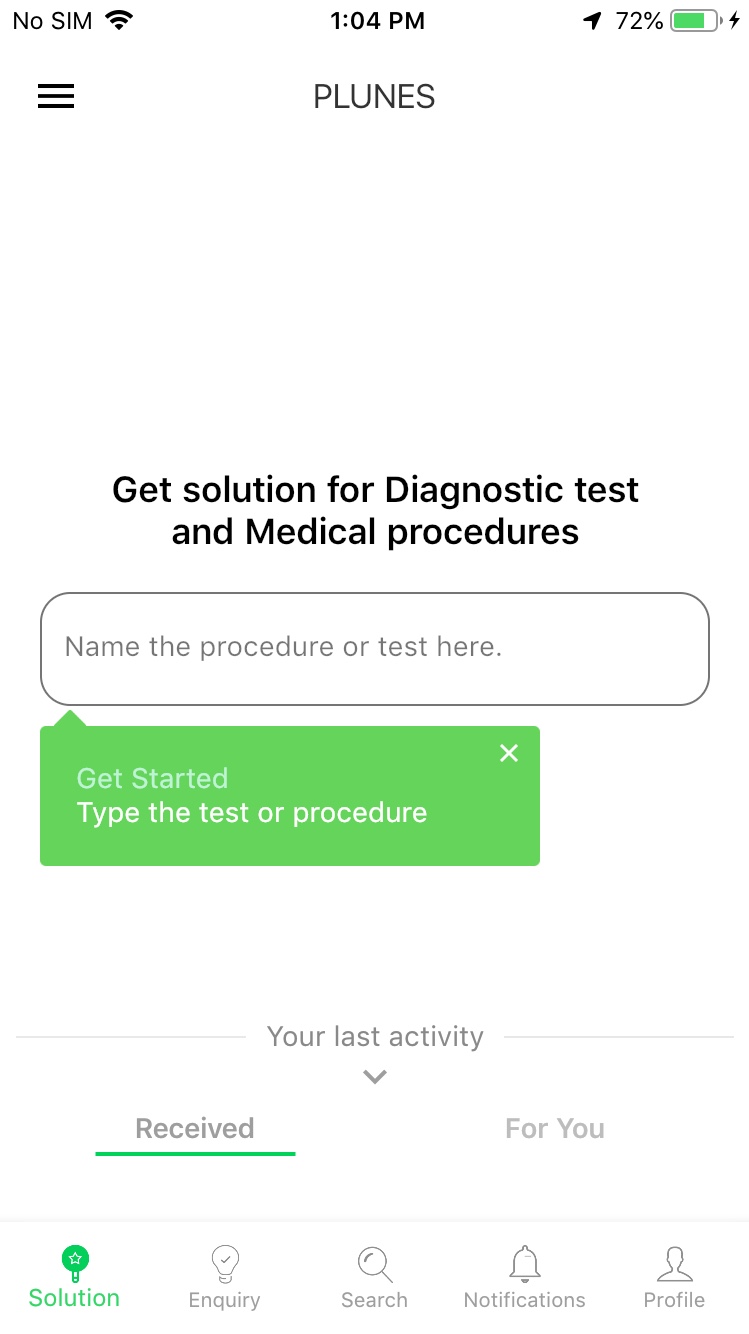 No SIM 1:04 PM 72%
PLUNES
Get solution for Diagnostic test
and Medical procedures
Name the procedure or test here.
Get Started
Type the test or procedure
Your last activity
Received For You
Solution Enquiry Search Notifications Profile